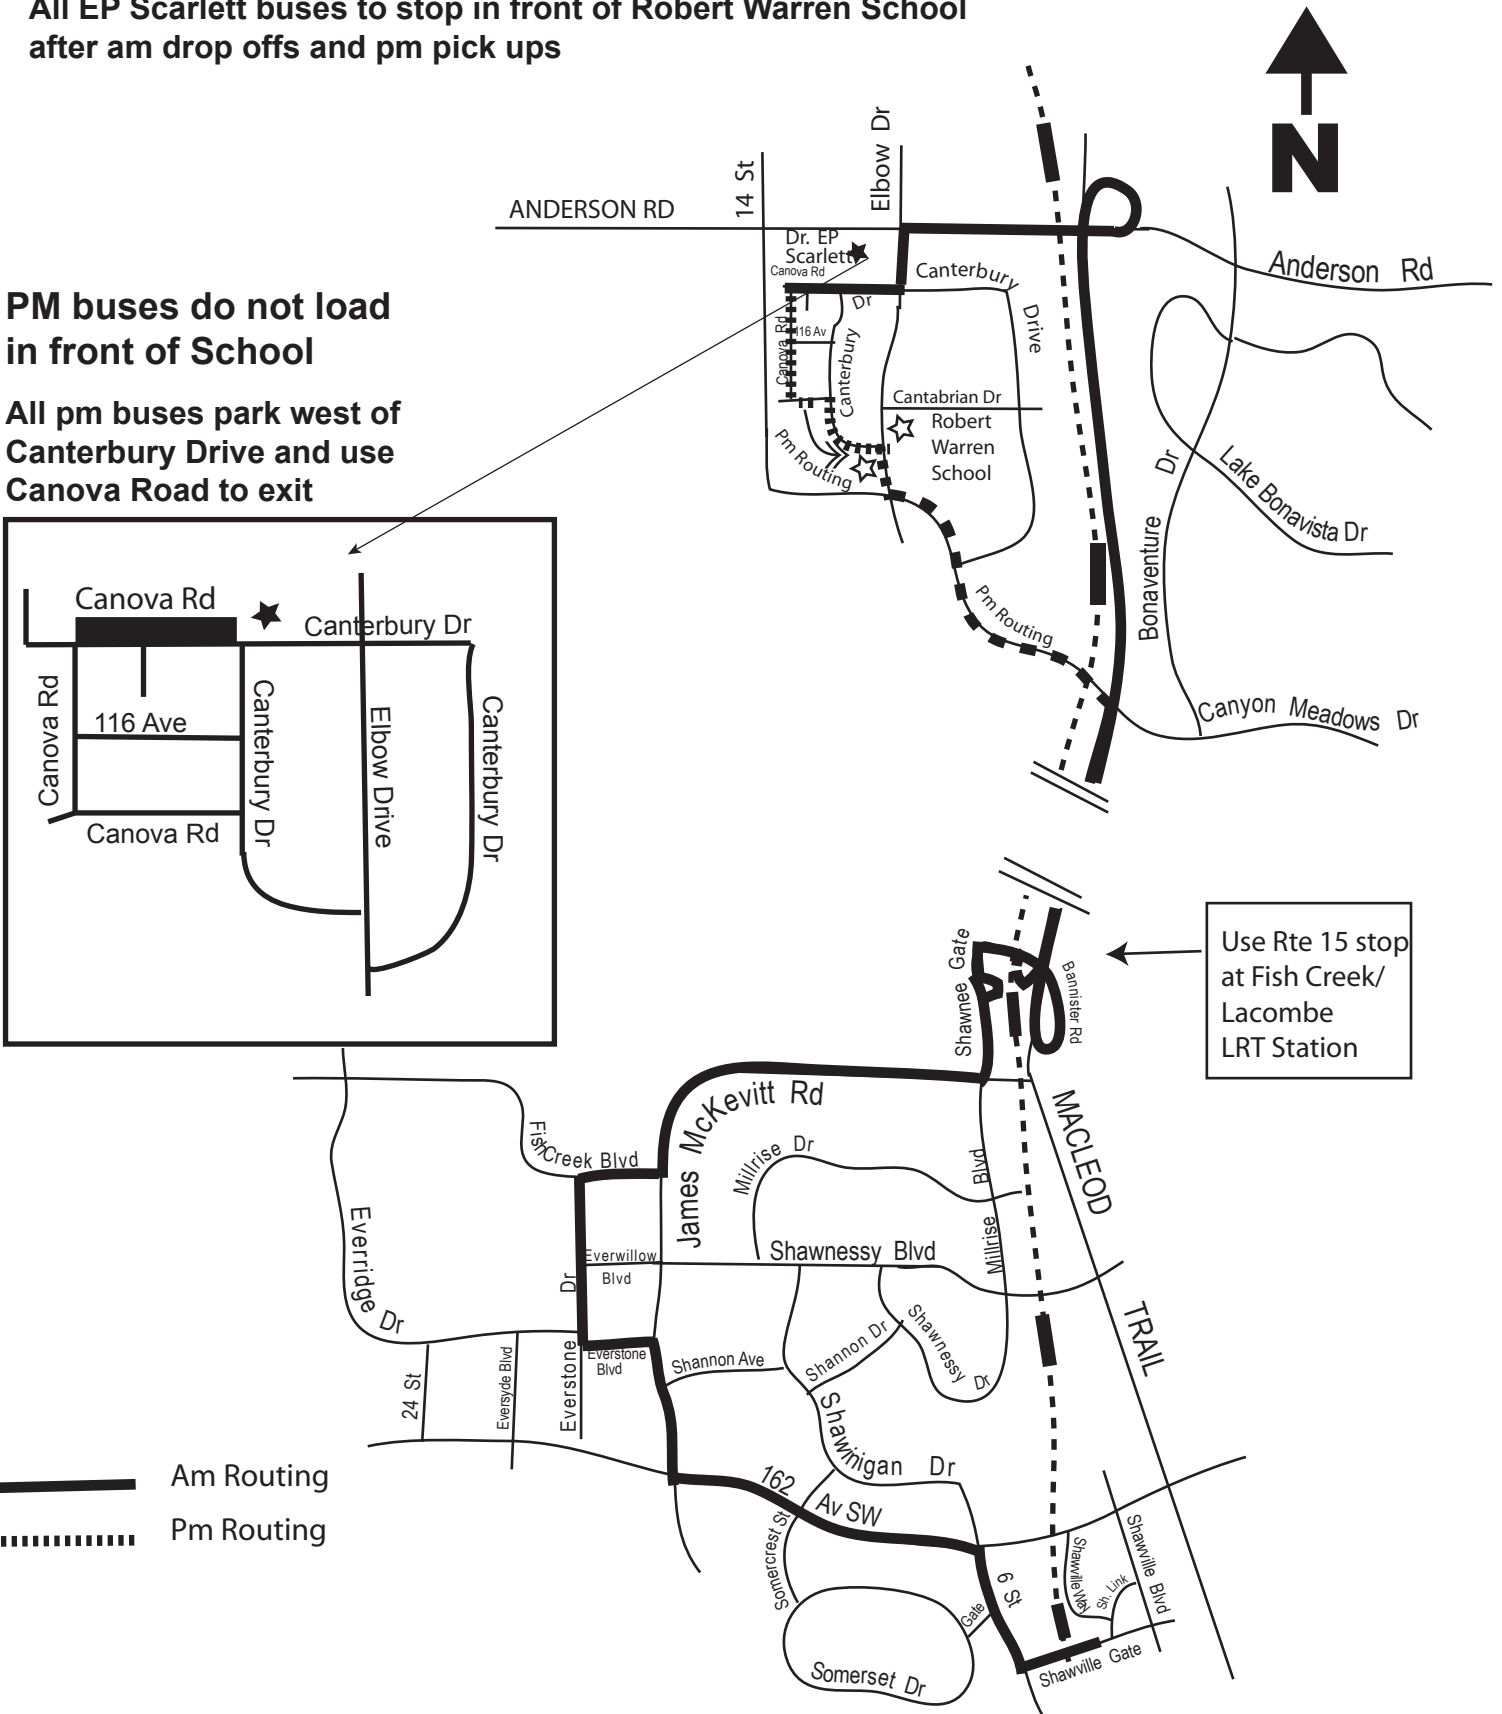 All EP Scarlett buses to stop in front of Robert Warren School
after am drop offs and pm pick ups
N
14 St
Elbow Dr
ANDERSON RD
Dr. EP
Scarlett
Canova Rd
Canterbury
Drive
Anderson Rd
Dr
116 Av
Canova Rd
Canterbury
Cantabrian Dr
Robert
Warren
School
Pm Routing
Pm Routing
Bonaventure Dr
Lake Bonavista Dr
Canyon Meadows Dr
PM buses do not load
in front of School
All pm buses park west of
Canterbury Drive and use
Canova Road to exit
Canova Rd
Canterbury Dr
Canova Rd
116 Ave
Canova Rd
Canterbury Dr
Elbow Drive
Canterbury Dr
Use Rte 15 stop
at Fish Creek/
Lacombe
LRT Station
Shawnee Gate
Bannister Rd
MACLEOD TRAIL
James McKevitt Rd
Fish Creek Blvd
Millrise Dr
Millrise Blvd
Everridge Dr
Everwillow
Blvd
Shawnessy Blvd
Everstone Dr
Everstone
Blvd
Shannon Ave
Shannon Dr
Shawnessy Dr
24 St
Eversyde Blvd
Shawinigan Dr
162 Av SW
Somercrest St
6 St
Gate
Somerset Dr
Shawville Way
Sh. Link
Shawville Blvd
Shawville Gate
Am Routing
Pm Routing